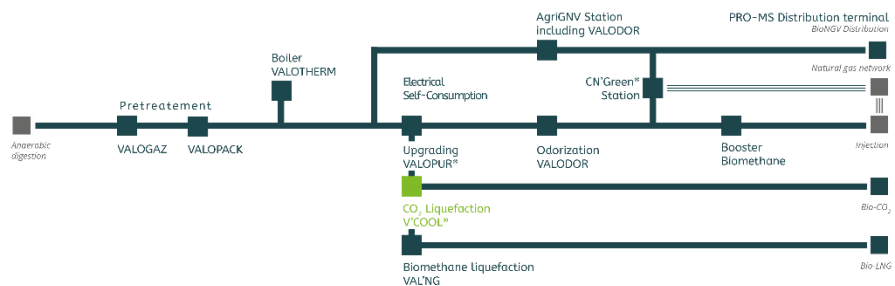 AgriGNV Station
including VALODOR
PRO-MS Distribution terminal
BioNGV Distribution
Boiler
VALOTHERM
Natural gas network
Electrical
Self-Consumption
CN'Green®
Station
Pretreatement
Anaerobic
digestion
VALOGAZ
VALOPACK
Upgrading
VALOPUR®
Odorization
VALODOR
Booster
Biomethane
Injection
CO₂ Liquefaction
V'COOL®
Bio-CO₂
Biomethane liquefaction
VAL'NG
Bio-LNG